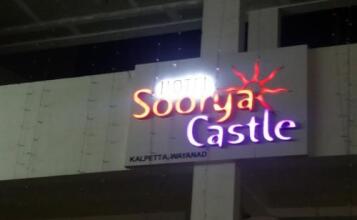 HOTEL
Soorya
Castle
KALPETTA, WAYANAD